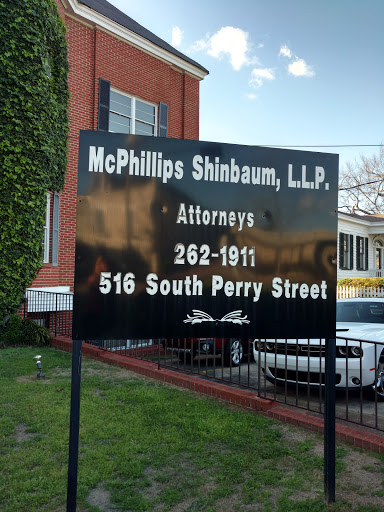 McPhillips Shinbaum, L.L.P.
Attorneys
262-1911
516 South Perry Street